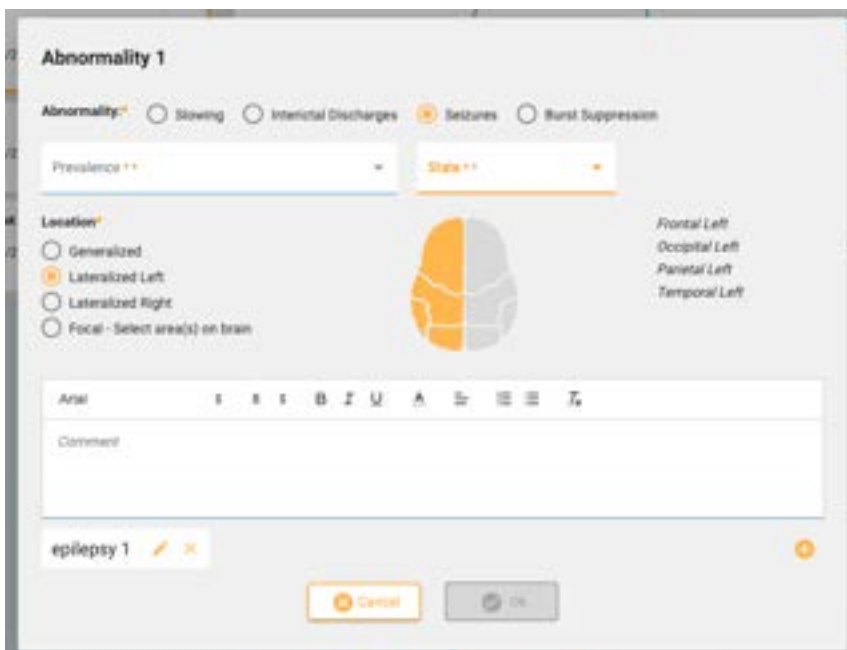 Abnormality 1
Abnormality:* Slowing Interictal Discharges Seizures Burst Suppression
Prevalence ** State **
Location*
Generalized
Lateralized Left
Lateralized Right
Focal - Select area(s) on brain
Frontal Left
Occipital Left
Parietal Left
Temporal Left
Arial B I U A
Comment
epilepsy 1
Cancel Ok